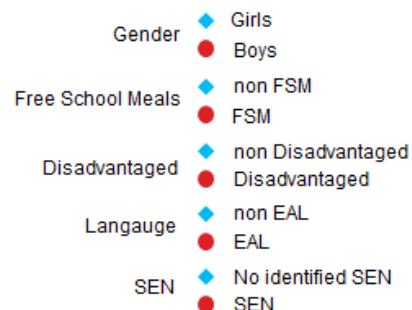 Girls
Gender
Boys
non FSM
Free School Meals
FSM
non Disadvantaged
Disadvantaged
Disadvantaged
non EAL
Langauge
EAL
No identified SEN
SEN
SEN